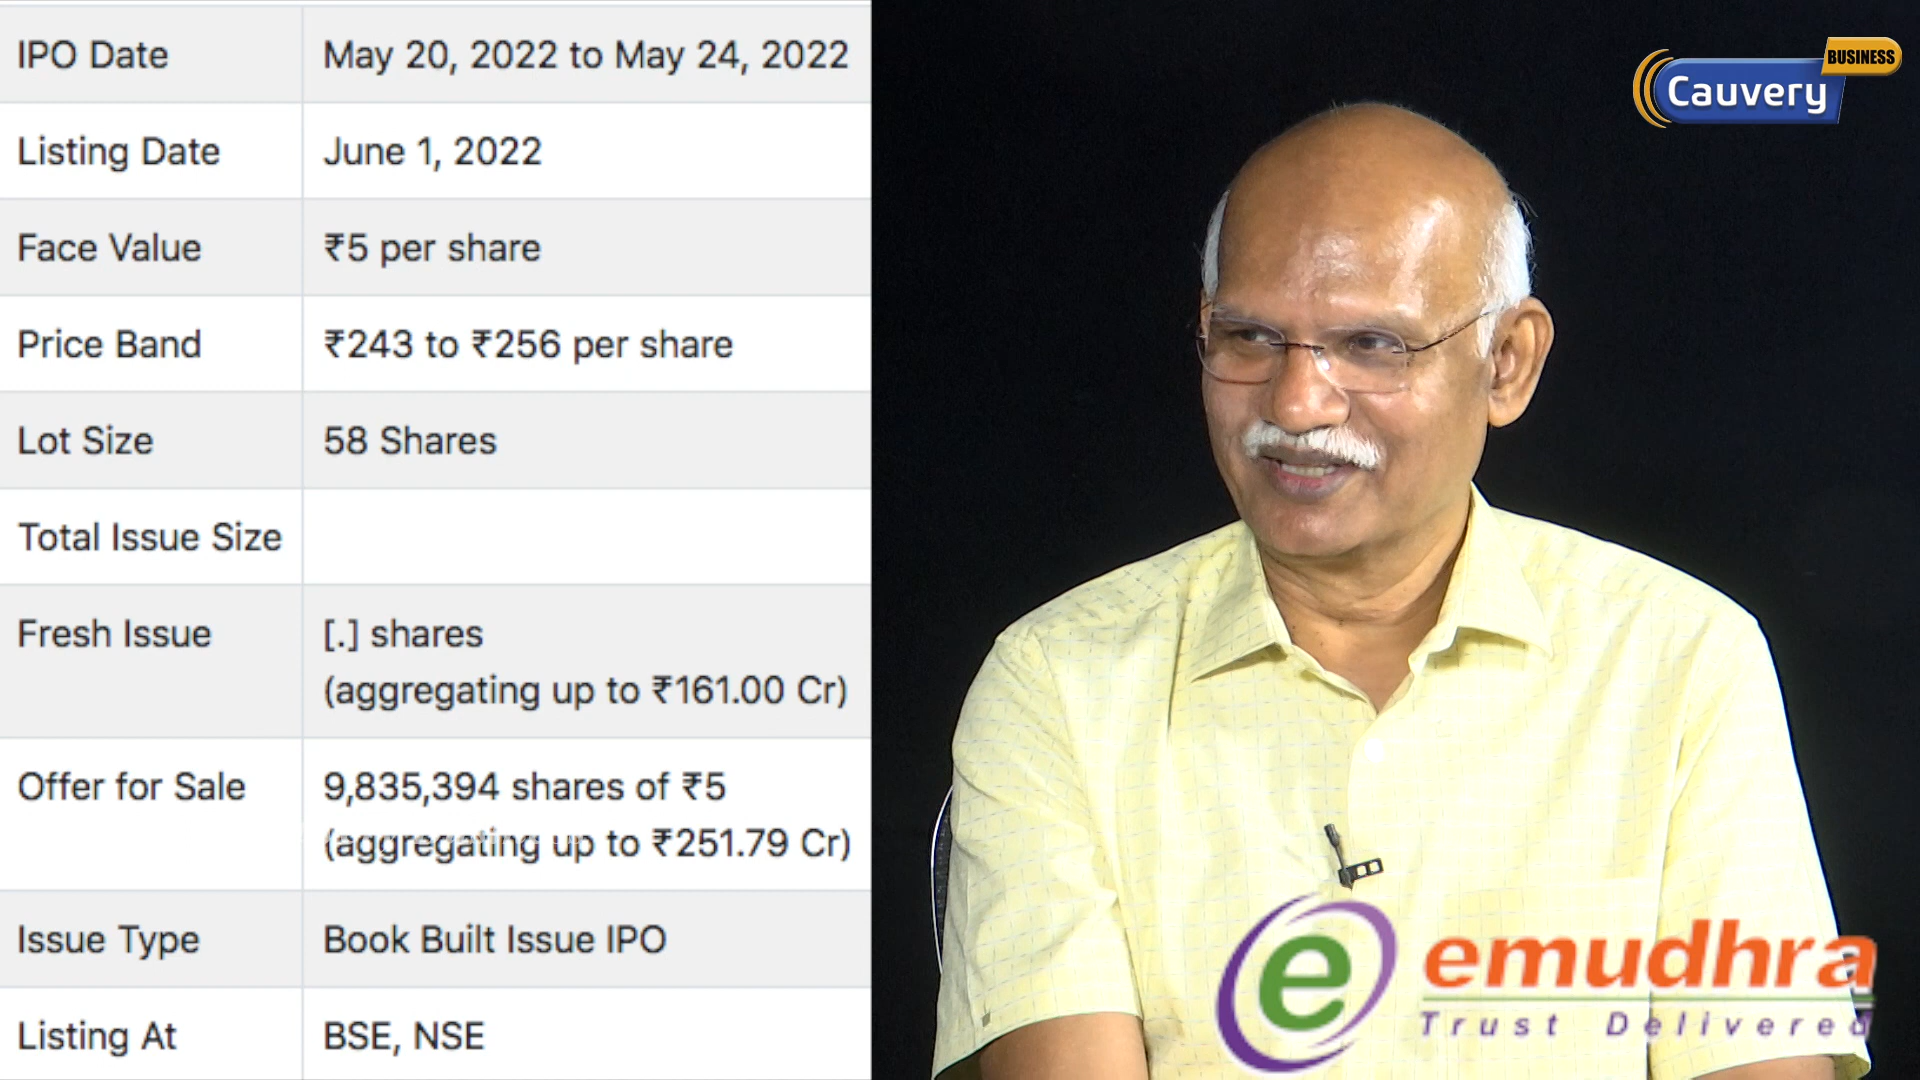 IPO Date May 20, 2022 to May 24, 2022
Listing Date June 1, 2022
Face Value ₹5 per share
Price Band ₹243 to ₹256 per share
Lot Size 58 Shares
Total Issue Size
Fresh Issue [.] shares
(aggregating up to ₹161.00 Cr)
Offer for Sale 9,835,394 shares of ₹5
(aggregating up to ₹251.79 Cr)
Issue Type Book Built Issue IPO
Listing At BSE, NSE
BUSINESS
Cauvery
e emudhra
Trust Delivered